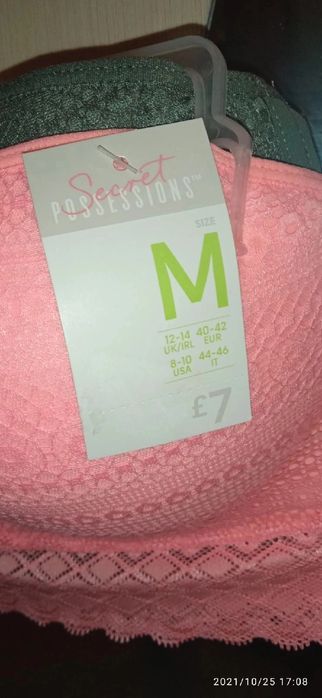 Secret
POSSESSIONS™
SIZE
M
12-14 40-42
UK/IRL EUR
8-10 44-46
USA IT
£7
2021/10/25 17:08